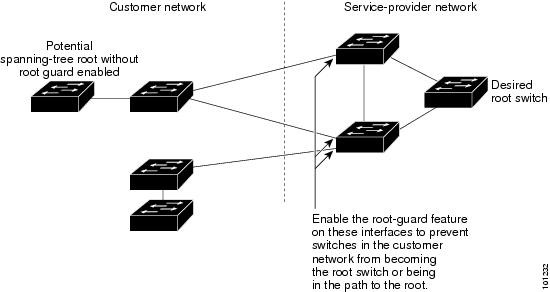 Customer network
Service-provider network
Potential
spanning-tree root without
root guard enabled
Desired
root switch
Enable the root-guard feature
on these interfaces to prevent
switches in the customer
network from becoming
the root switch or being
in the path to the root.
101232